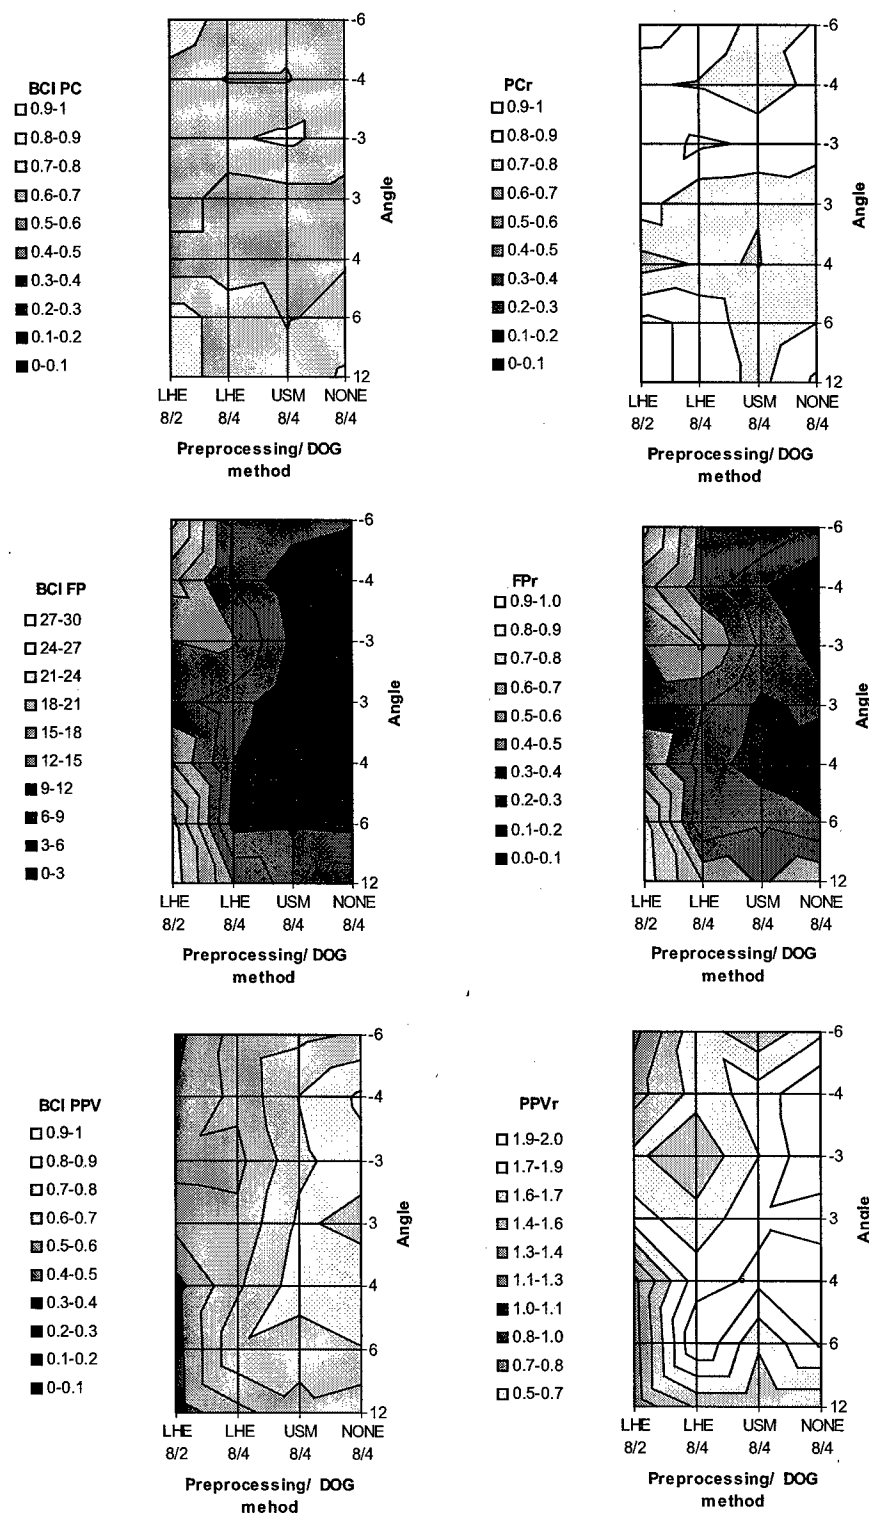 BCI PC
0.9-1
0.8-0.9
0.7-0.8
0.6-0.7
0.5-0.6
0.4-0.5
0.3-0.4
0.2-0.3
0.1-0.2
0-0.1
-6
-4
-3
3
4
6
12
Angle
LHE LHE USM NONE
8/2 8/4 8/4 8/4
Preprocessing/ DOG
method
PCr
0.9-1
0.8-0.9
0.7-0.8
0.6-0.7
0.5-0.6
0.4-0.5
0.3-0.4
0.2-0.3
0.1-0.2
0-0.1
-6
-4
-3
3
4
6
12
Angle
LHE LHE USM NONE
8/2 8/4 8/4 8/4
Preprocessing/ DOG
method
BCI FP
27-30
24-27
21-24
18-21
15-18
12-15
9-12
6-9
3-6
0-3
-6
-4
-3
3
4
6
12
Angle
LHE LHE USM NONE
8/2 8/4 8/4 8/4
Preprocessing/ DOG
method
FPr
0.9-1.0
0.8-0.9
0.7-0.8
0.6-0.7
0.5-0.6
0.4-0.5
0.3-0.4
0.2-0.3
0.1-0.2
0.0-0.1
-6
-4
-3
3
4
6
12
Angle
LHE LHE USM NONE
8/2 8/4 8/4 8/4
Preprocessing/ DOG
method
BCI PPV
0.9-1
0.8-0.9
0.7-0.8
0.6-0.7
0.5-0.6
0.4-0.5
0.3-0.4
0.2-0.3
0.1-0.2
0-0.1
-6
-4
-3
3
4
6
12
Angle
LHE LHE USM NONE
8/2 8/4 8/4 8/4
Preprocessing/ DOG
mehod
PPVr
1.9-2.0
1.7-1.9
1.6-1.7
1.4-1.6
1.3-1.4
1.1-1.3
1.0-1.1
0.8-1.0
0.7-0.8
0.5-0.7
-6
-4
-3
3
4
6
12
Angle
LHE LHE USM NONE
8/2 8/4 8/4 8/4
Preprocessing/ DOG
method